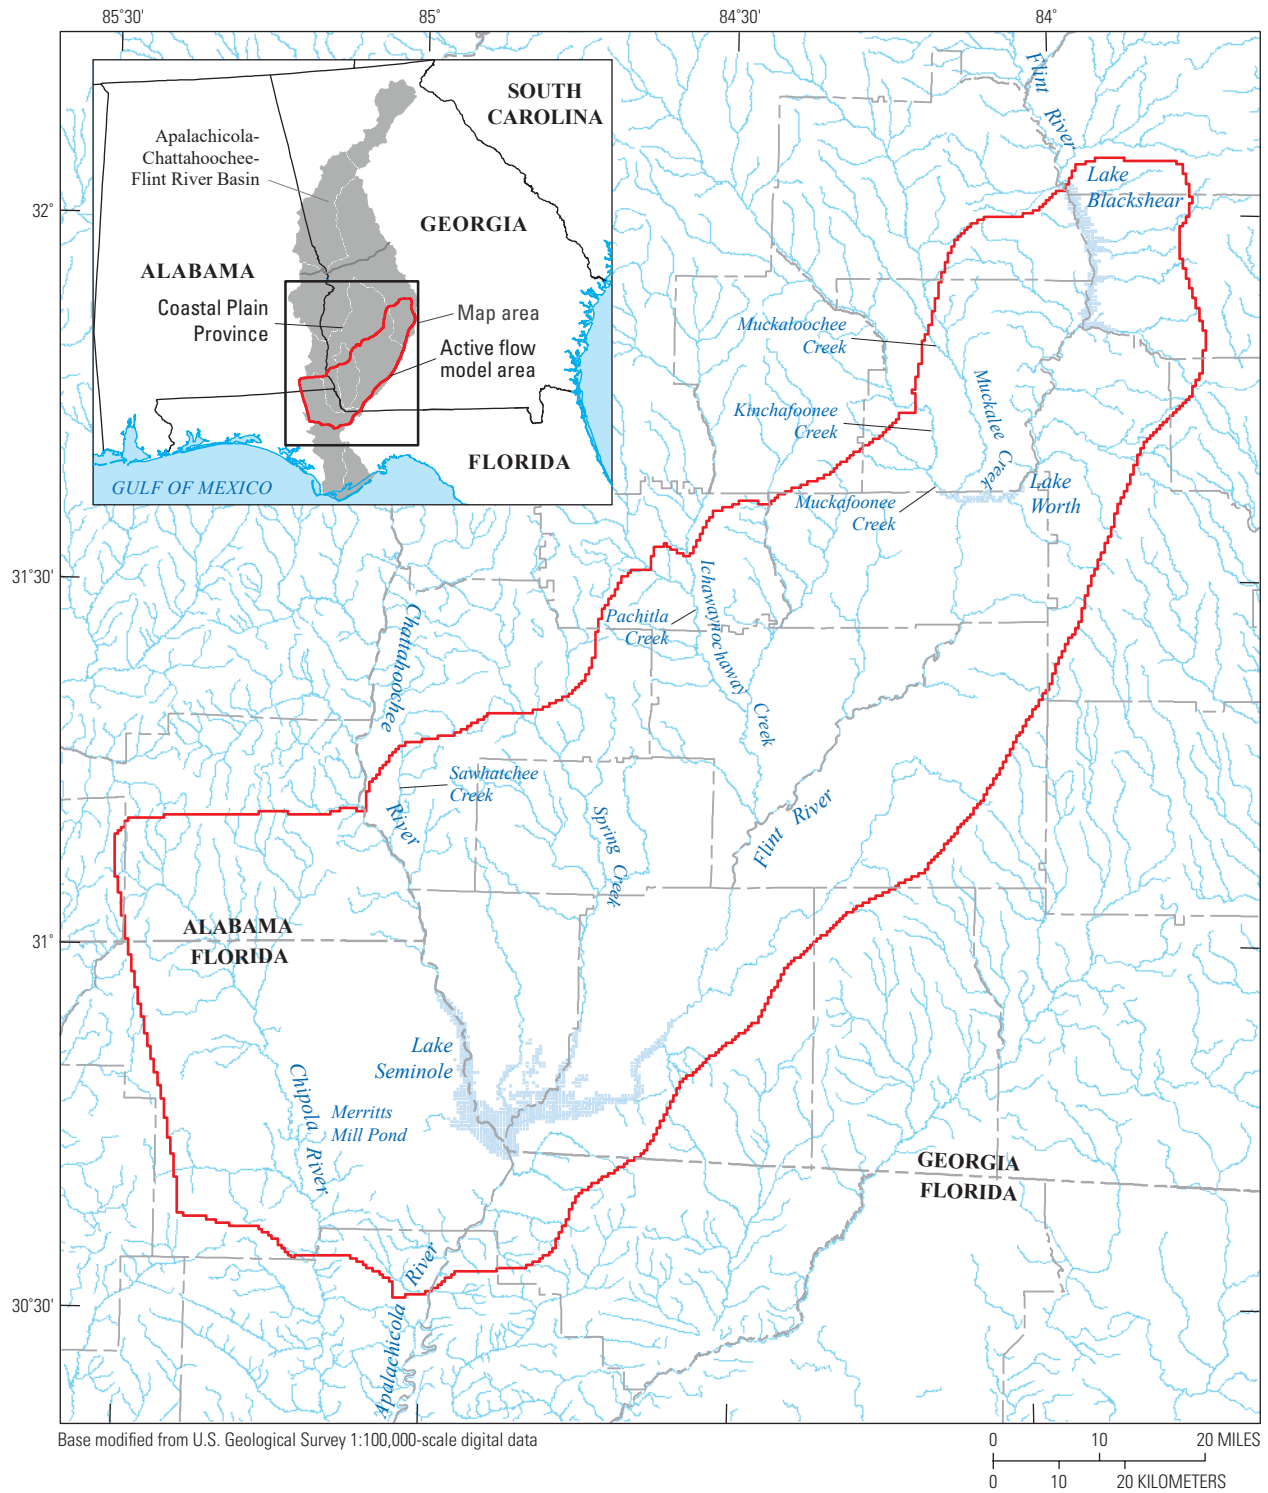 85°30'
85°
84°30'
84°
32°
31°30'
31°
30°30'
SOUTH
CAROLINA
Apalachicola-
Chattahoochee-
Flint River Basin
GEORGIA
ALABAMA
Coastal Plain
Province
Map area
Active flow
model area
FLORIDA
GULF OF MEXICO
Flint River
Lake
Blackshear
Muckaloochee
Creek
Muckalee Creek
Kinchafoonee
Creek
Lake
Worth
Muckafoonee
Creek
Ichawaynochaway Creek
Pachitla
Creek
Chattahoochee River
Sawhatchee
Creek
Spring Creek
Flint River
ALABAMA
FLORIDA
Lake
Seminole
Chipola River
Merritts
Mill Pond
GEORGIA
FLORIDA
Apalachicola River
Base modified from U.S. Geological Survey 1:100,000-scale digital data
0 10 20 MILES
0 10 20 KILOMETERS